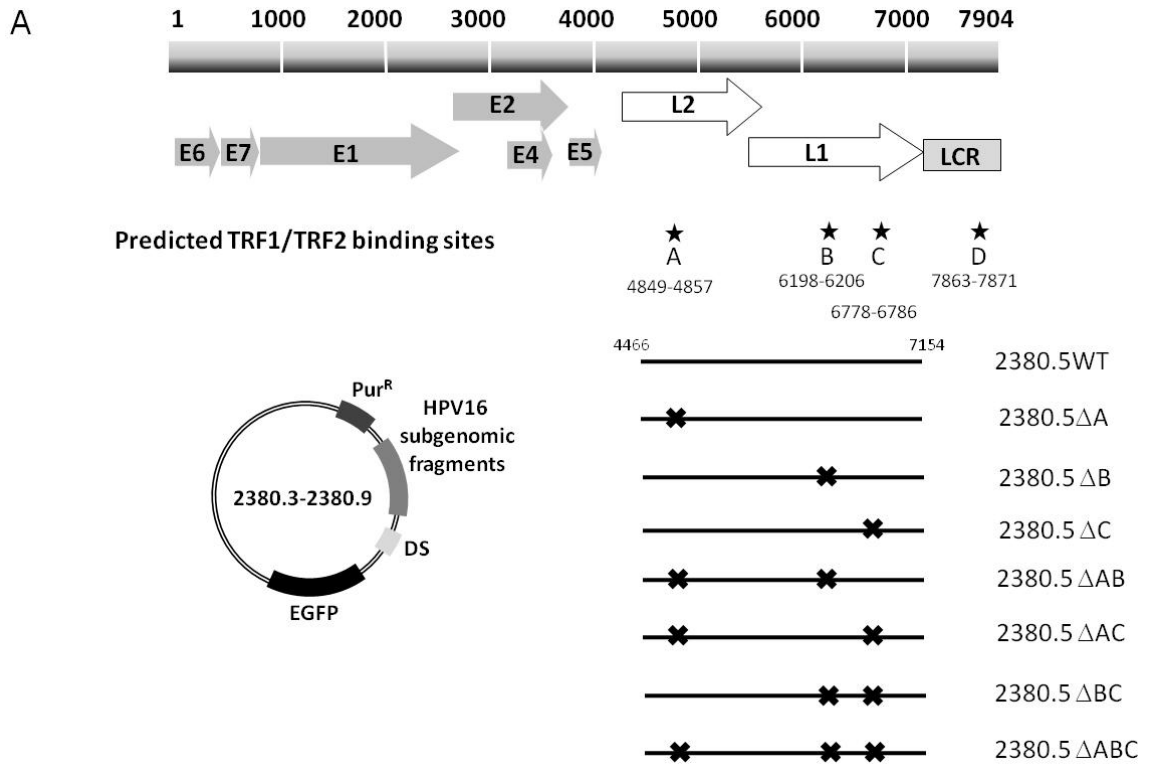 A
1 1000 2000 3000 4000 5000 6000 7000 7904
E2 L2
E6 E7 E1 E4 E5 L1 LCR
Predicted TRF1/TRF2 binding sites
A B C D
4849-4857 6198-6206 7863-7871
6778-6786
4466 7154
2380.5WT
2380.5ΔA
2380.5 ΔB
2380.5 ΔC
2380.5 ΔAB
2380.5 ΔAC
2380.5 ΔBC
2380.5 ΔABC
Pur^R
HPV16
subgenomic
fragments
2380.3-2380.9
DS
EGFP